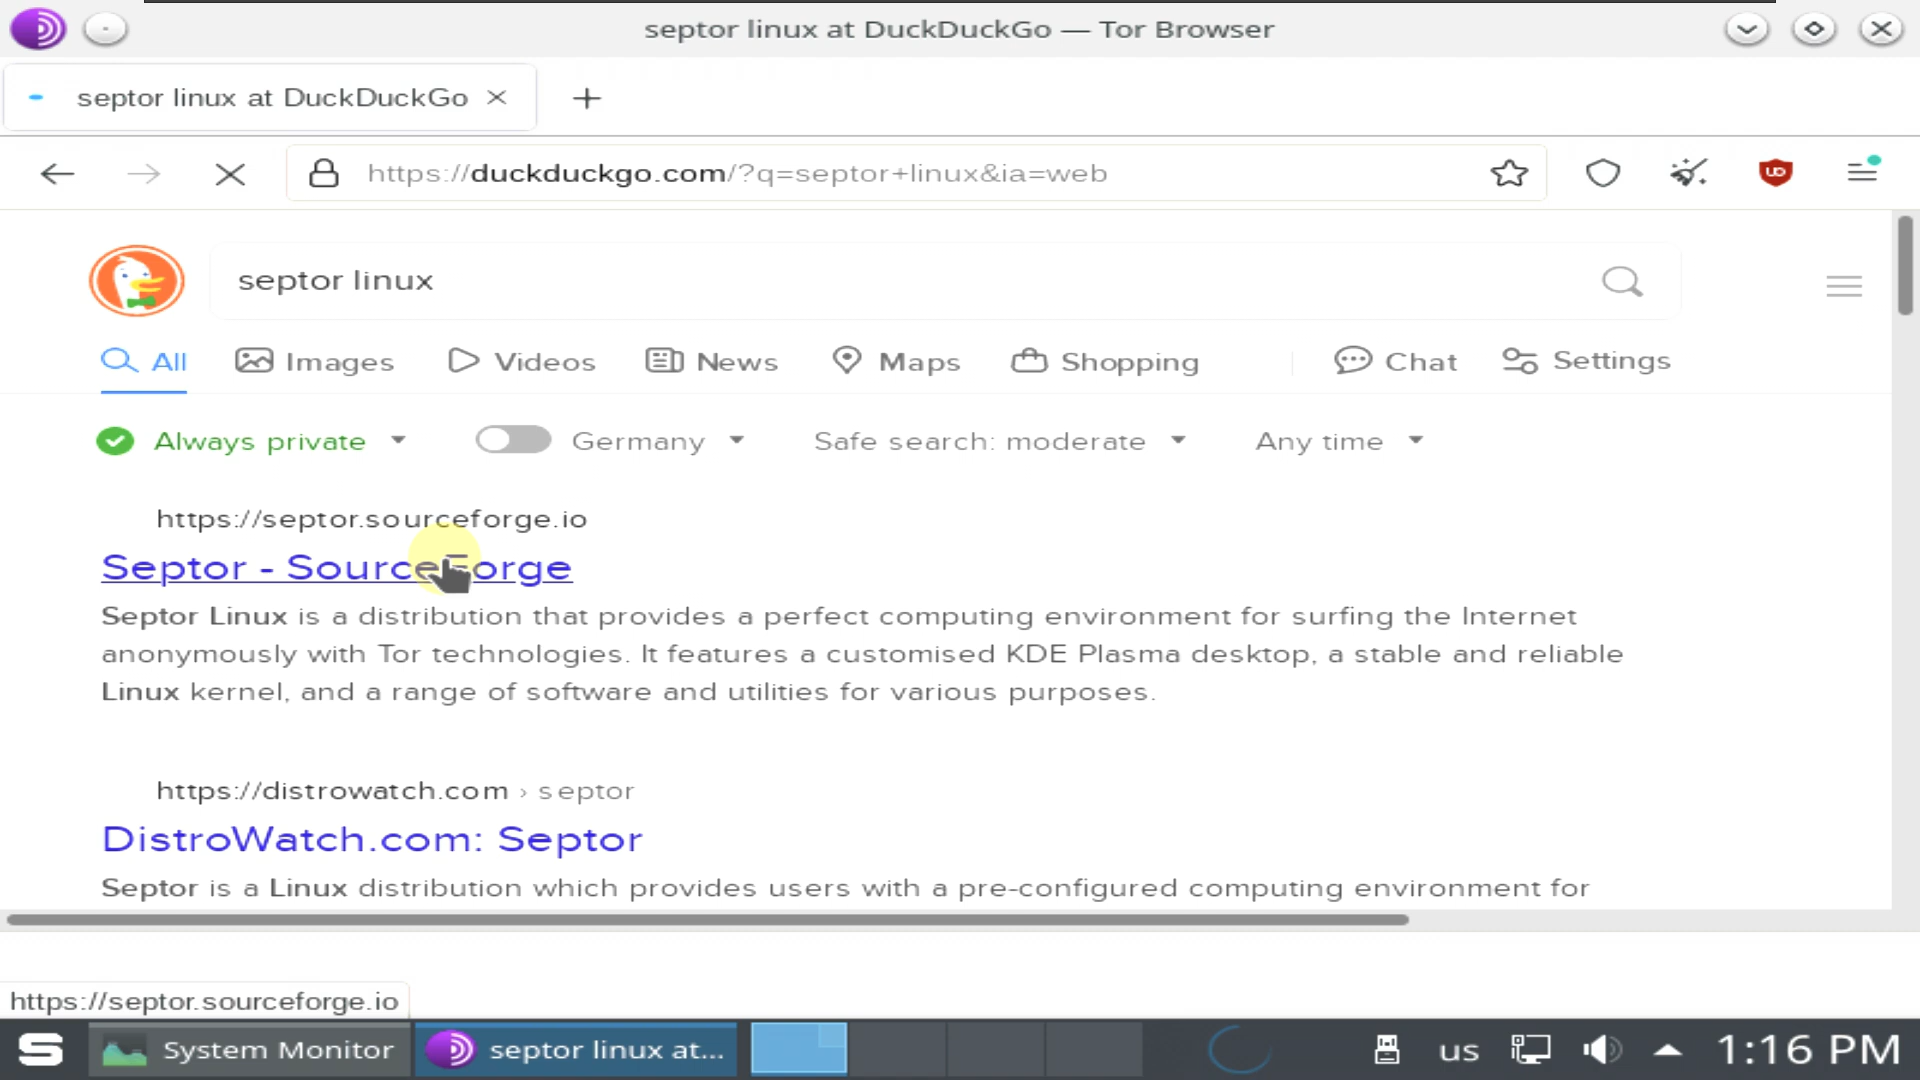 septor linux at DuckDuckGo — Tor Browser
septor linux at DuckDuckGo
https://duckduckgo.com/?q=septor+linux&ia=web
septor linux
All Images Videos News Maps Shopping Chat Settings
Always private Germany Safe search: moderate Any time
https://septor.sourceforge.io
Septor - SourceForge
Septor Linux is a distribution that provides a perfect computing environment for surfing the Internet
anonymously with Tor technologies. It features a customised KDE Plasma desktop, a stable and reliable
Linux kernel, and a range of software and utilities for various purposes.
https://distrowatch.com › septor
DistroWatch.com: Septor
Septor is a Linux distribution which provides users with a pre-configured computing environment for
https://septor.sourceforge.io
System Monitor septor linux at... us 1:16 PM